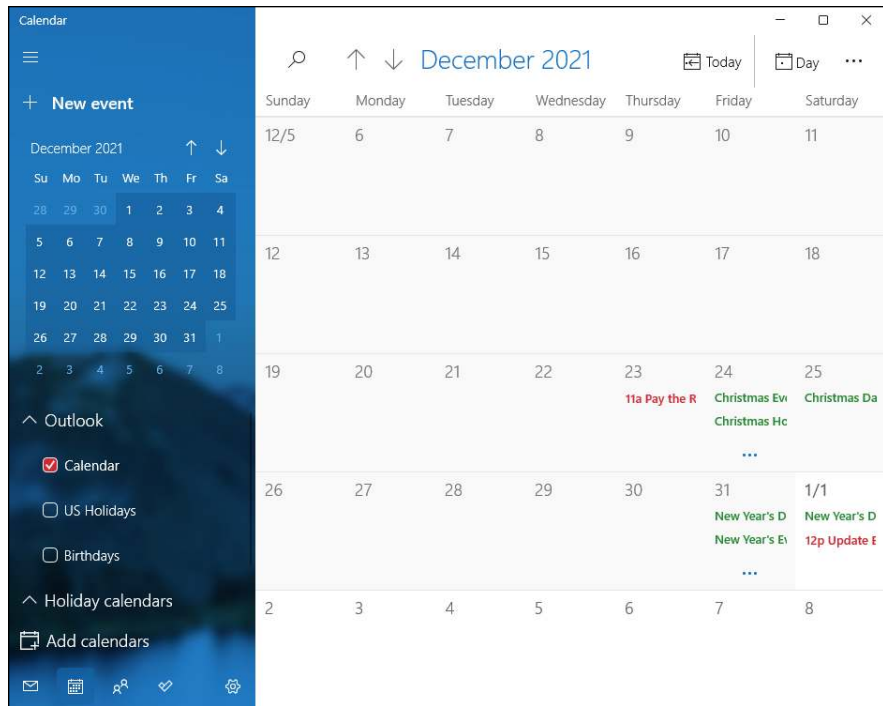 Calendar
New event
December 2021
Su Mo Tu We Th Fr Sa
28 29 30 1 2 3 4
5 6 7 8 9 10 11
12 13 14 15 16 17 18
19 20 21 22 23 24 25
26 27 28 29 30 31 1
2 3 4 5 6 7 8
Outlook
Calendar
US Holidays
Birthdays
Holiday calendars
Add calendars
December 2021 Today Day ...
Sunday Monday Tuesday Wednesday Thursday Friday Saturday
12/5 6 7 8 9 10 11
12 13 14 15 16 17 18
19 20 21 22 23 24 25
11a Pay the R Christmas Eve Christmas Da
Christmas Ho
...
26 27 28 29 30 31 1/1
New Year's D New Year's D
New Year's Ev 12p Update E
...
2 3 4 5 6 7 8